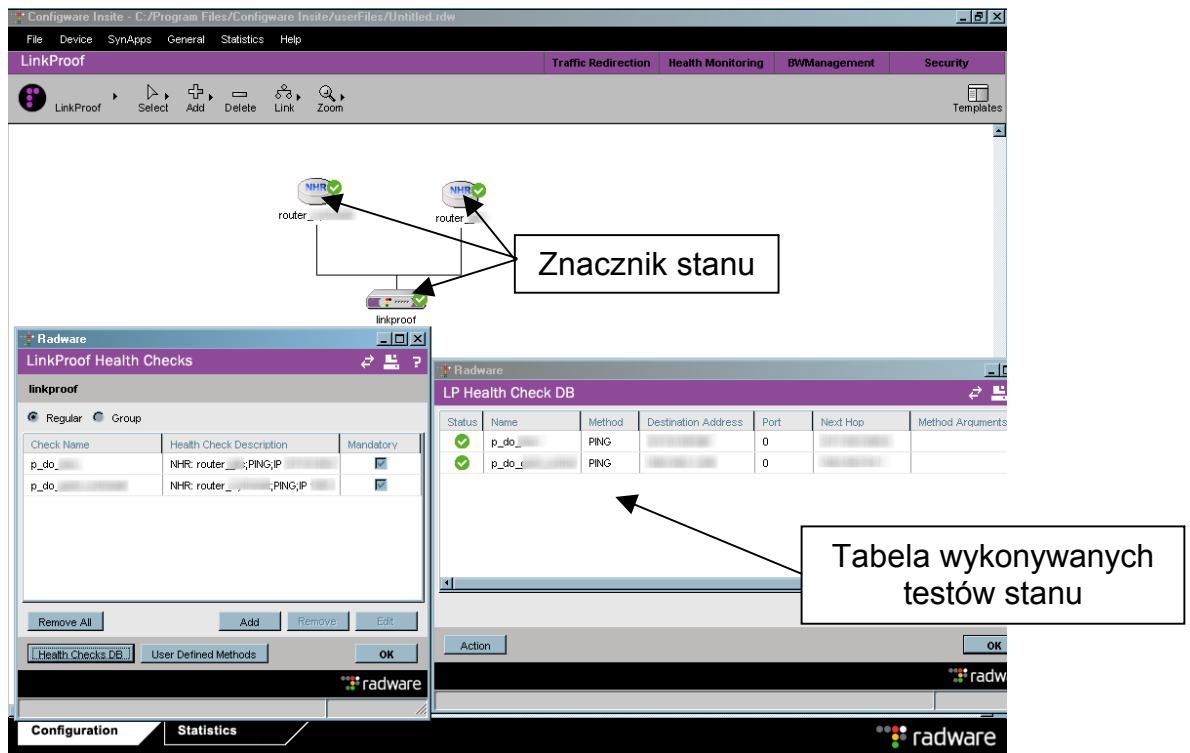 Configware Insite - C:/Program Files/Configware Insite/userFiles/Untitled.rdw
File Device SynApps General Statistics Help
LinkProof Traffic Redirection Health Monitoring BWManagement Security
LinkProof Select Add Delete Link Zoom Templates
NHR NHR
router_ router_
Znacznik stanu
linkproof
Radware
LinkProof Health Checks ?
linkproof
Regular Group
Check Name Health Check Description Mandatory
p_do_ NHR: router_ ;PING;IP
p_do_ NHR: router_ ;PING;IP
Remove All Add Remove Edit
Health Checks DB User Defined Methods OK
radware
Radware
LP Health Check DB
Status Name Method Destination Address Port Next Hop Method Arguments
p_do_ PING 0
p_do_ PING 0
Tabela wykonywanych
testów stanu
Action OK
radw
Configuration Statistics radware